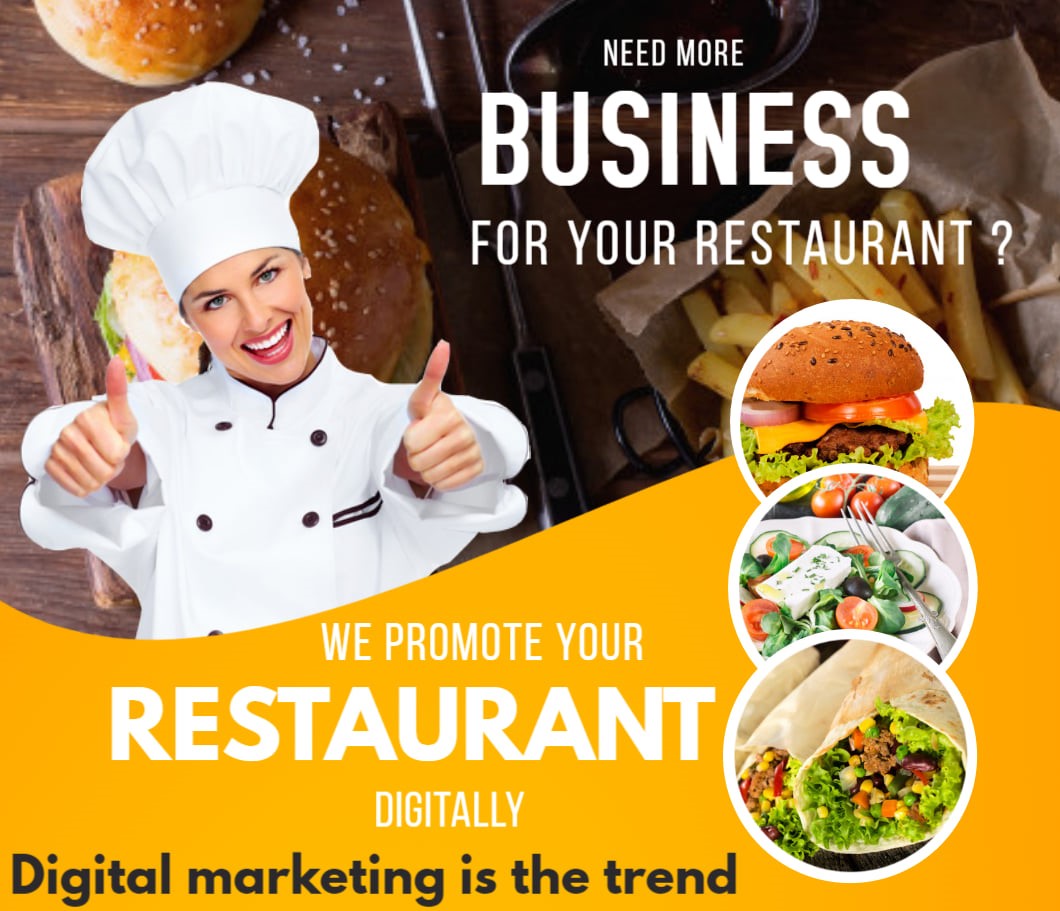 NEED MORE
BUSINESS
FOR YOUR RESTAURANT ?
WE PROMOTE YOUR
RESTAURANT
DIGITALLY
Digital marketing is the trend